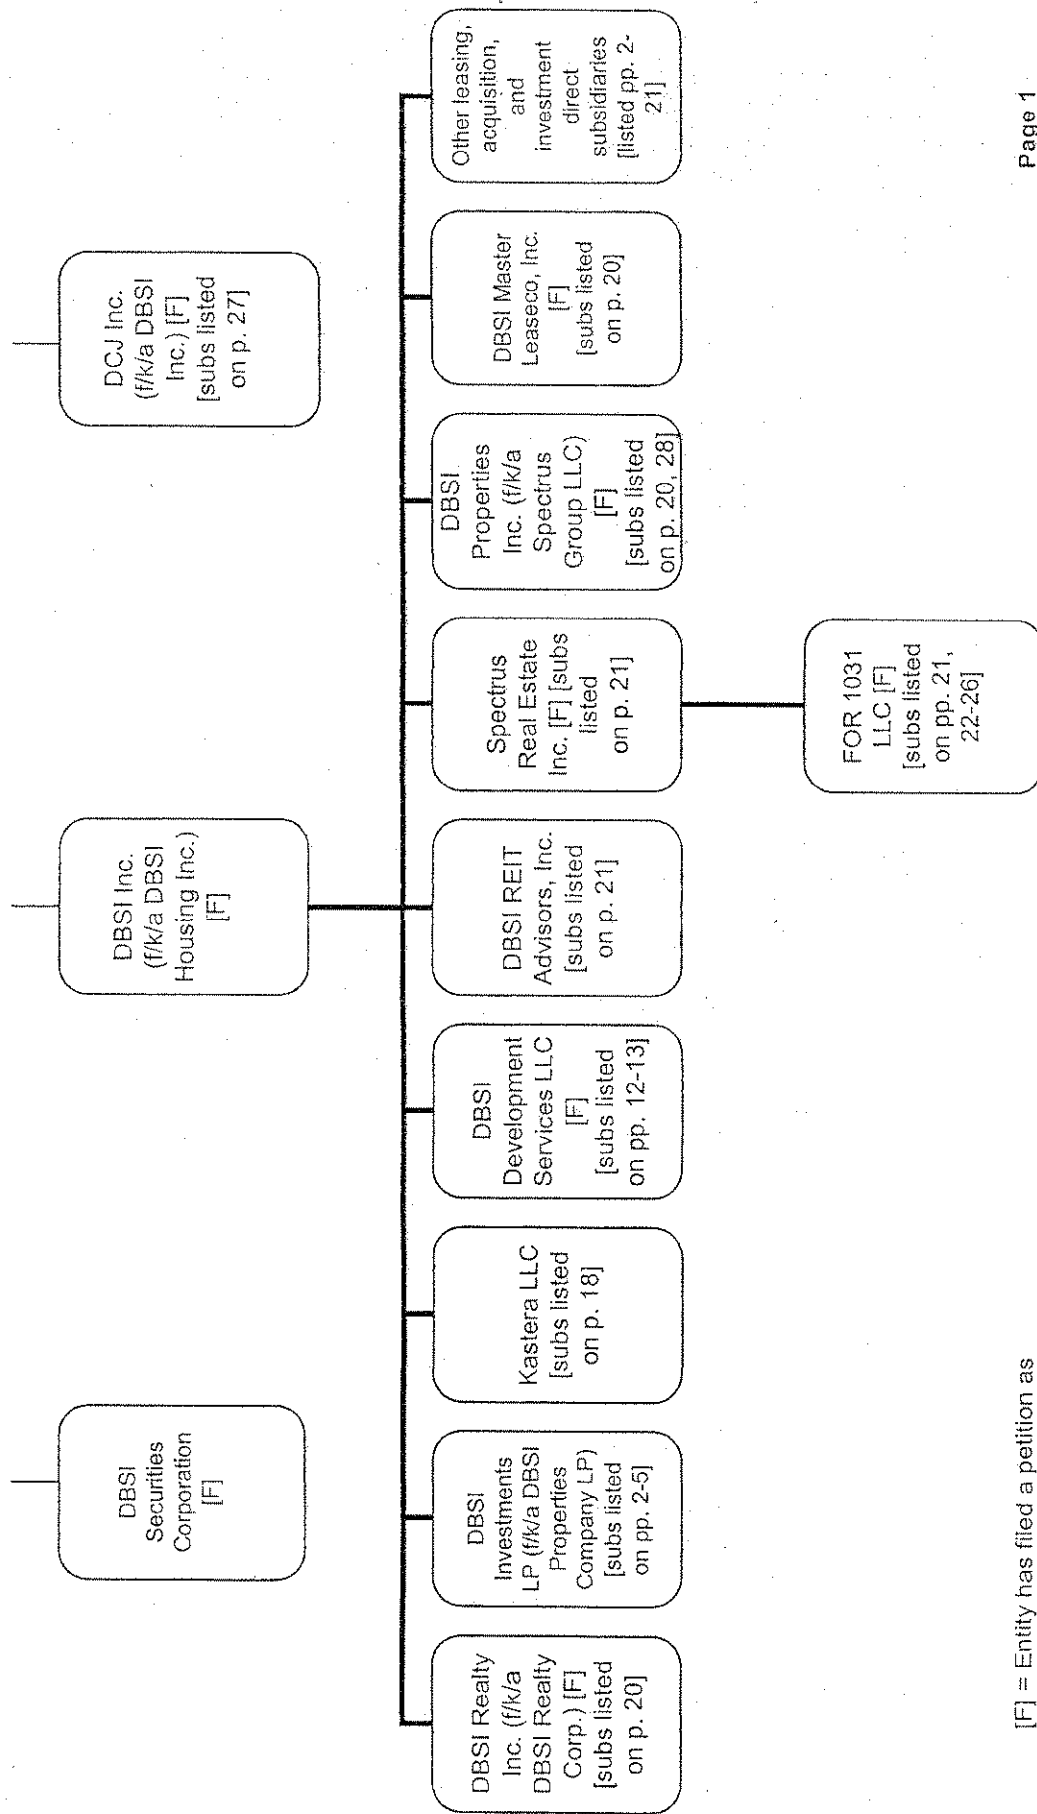 DBSI
Securities
Corporation
[F]
DBSI Inc.
(f/k/a DBSI
Housing Inc.)
[F]
DCJ Inc.
(f/k/a DBSI
Inc.) [F]
[subs listed
on p. 27]
DBSI Realty
Inc. (f/k/a
DBSI Realty
Corp.) [F]
[subs listed
on p. 20]
DBSI
Investments
LP (f/k/a DBSI
Properties
Company LP)
[subs listed
on pp. 2-5]
Kastera LLC
[subs listed
on p. 18]
DBSI
Development
Services LLC
[F]
[subs listed
on pp. 12-13]
DBSI REIT
Advisors, Inc.
[subs listed
on p. 21]
Spectrus
Real Estate
Inc. [F] [subs
listed
on p. 21]
DBSI
Properties
Inc. (f/k/a
Spectrus
Group LLC)
[F]
[subs listed
on p. 20, 28]
DBSI Master
Leaseco, Inc.
[F]
[subs listed
on p. 20]
Other leasing,
acquisition,
and
investment
direct
subsidiaries
[listed pp. 2-
21]
FOR 1031
LLC [F]
[subs listed
on pp. 21,
22-26]
[F] = Entity has filed a petition as
Page 1